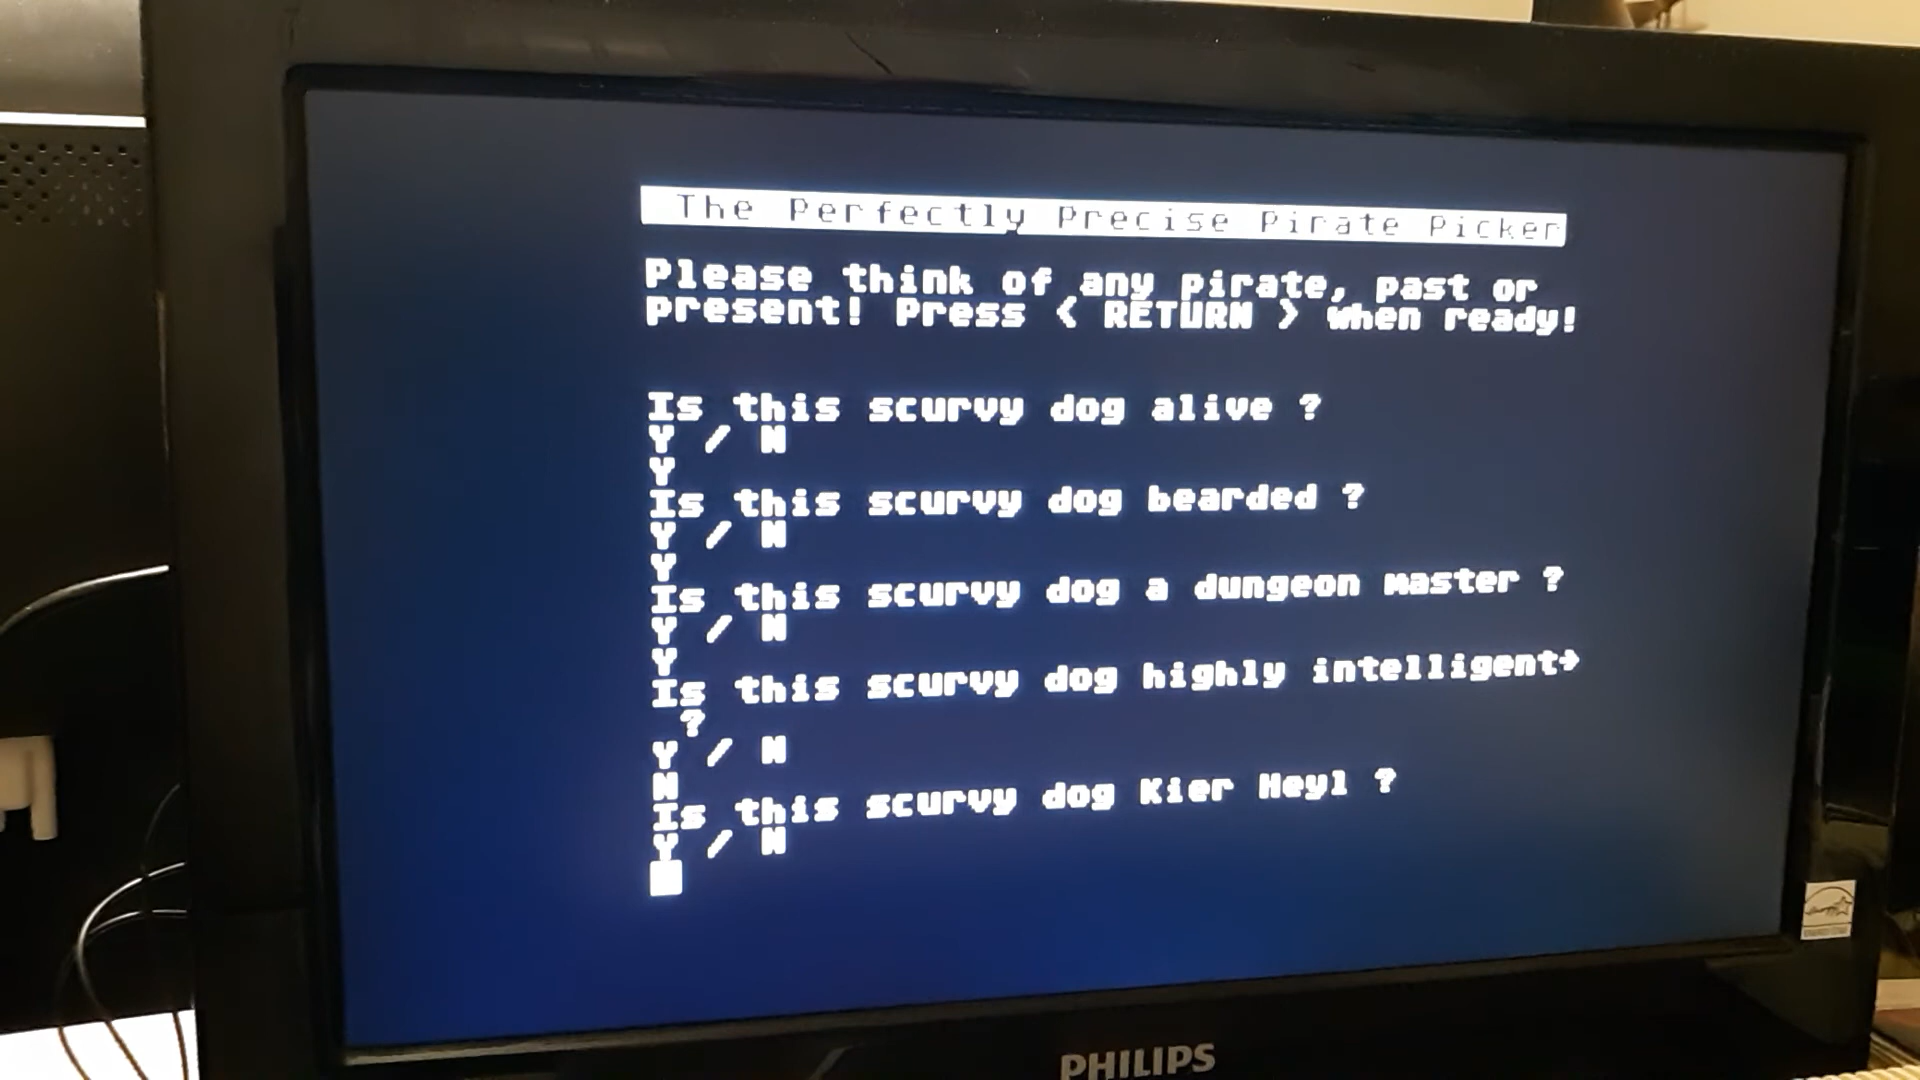 The Perfectly Precise Pirate Picker
Please think of any pirate, past or
present! Press < RETURN > when ready!
Is this scurvy dog alive ?
Y / N
Y
Is this scurvy dog bearded ?
Y / N
Y
Is this scurvy dog a dungeon master ?
Y / N
Y
Is this scurvy dog highly intelligent→
?
Y / N
N
Is this scurvy dog Kier Heyl ?
Y / N
PHILIPS